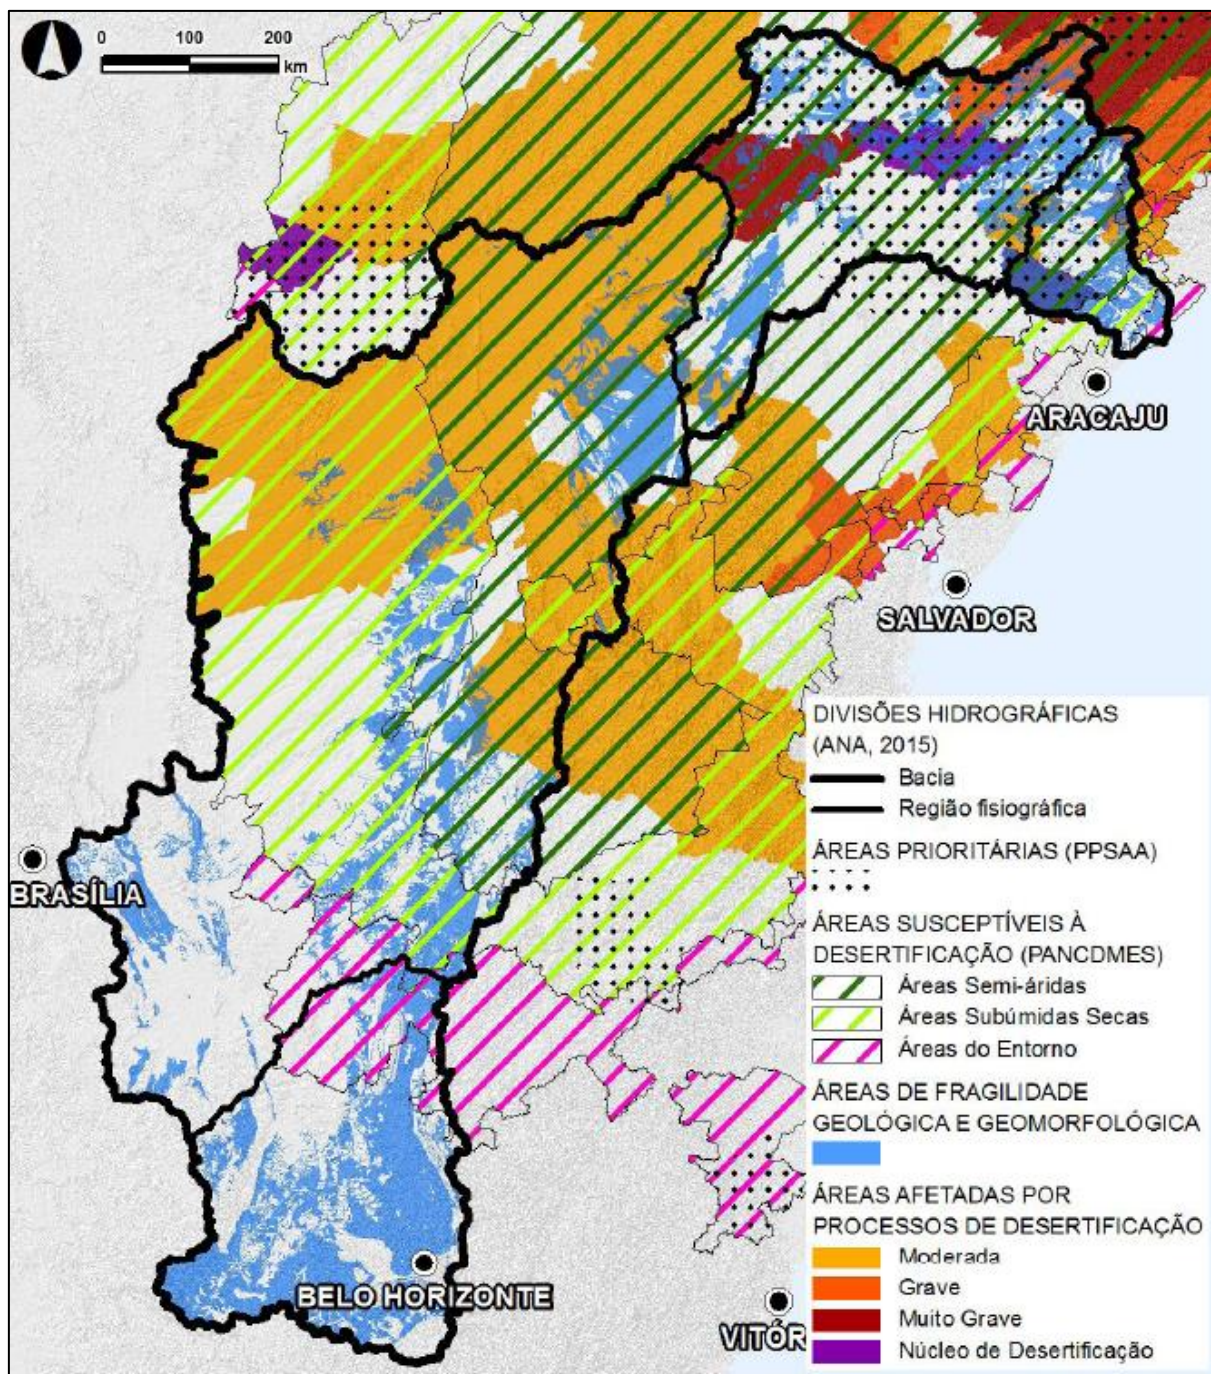 0 100 200
km
ARACAJU
SALVADOR
BRASÍLIA
BELO HORIZONTE
VITÓR
DIVISÕES HIDROGRÁFICAS
(ANA, 2015)
Bacia
Região fisiográfica
ÁREAS PRIORITÁRIAS (PPSAA)
ÁREAS SUSCEPTÍVEIS À
DESERTIFICAÇÃO (PANCDMES)
Áreas Semi-áridas
Áreas Subúmidas Secas
Áreas do Entorno
ÁREAS DE FRAGILIDADE
GEOLÓGICA E GEOMORFOLÓGICA
ÁREAS AFETADAS POR
PROCESSOS DE DESERTIFICAÇÃO
Moderada
Grave
Muito Grave
Núcleo de Desertificação